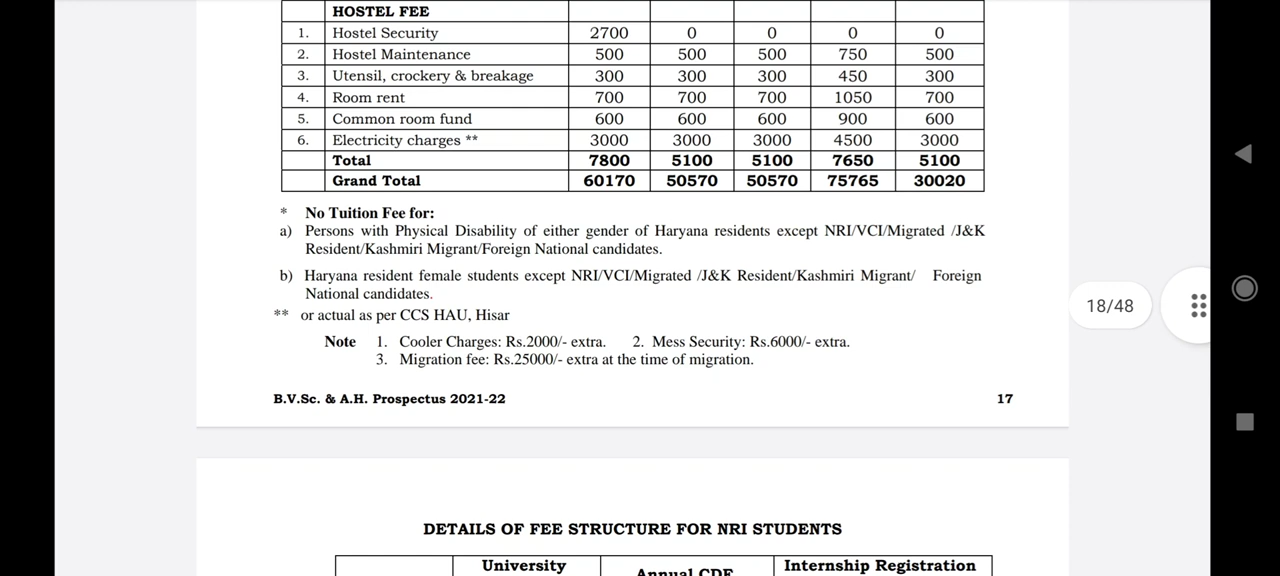 HOSTEL FEE
1. Hostel Security 2700 0 0 0 0
2. Hostel Maintenance 500 500 500 750 500
3. Utensil, crockery & breakage 300 300 300 450 300
4. Room rent 700 700 700 1050 700
5. Common room fund 600 600 600 900 600
6. Electricity charges ** 3000 3000 3000 4500 3000
Total 7800 5100 5100 7650 5100
Grand Total 60170 50570 50570 75765 30020
* No Tuition Fee for:
a) Persons with Physical Disability of either gender of Haryana residents except NRI/VCI/Migrated /J&K
Resident/Kashmiri Migrant/Foreign National candidates.
b) Haryana resident female students except NRI/VCI/Migrated /J&K Resident/Kashmiri Migrant/ Foreign
National candidates.
** or actual as per CCS HAU, Hisar
Note 1. Cooler Charges: Rs.2000/- extra. 2. Mess Security: Rs.6000/- extra.
3. Migration fee: Rs.25000/- extra at the time of migration.
18/48
B.V.Sc. & A.H. Prospectus 2021-22 17
DETAILS OF FEE STRUCTURE FOR NRI STUDENTS
University Annual CDF Internship Registration